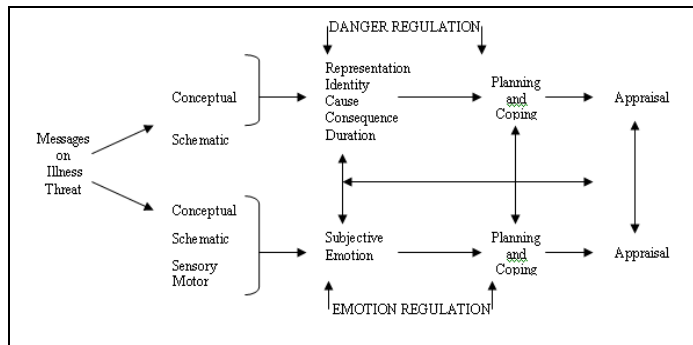 DANGER REGULATION
Representation
Identity
Cause
Consequence
Duration
Planning
and
Coping
Appraisal
Conceptual
Schematic
Messages
on
Illness
Threat
Conceptual
Schematic
Sensory
Motor
Subjective
Emotion
Planning
and
Coping
Appraisal
EMOTION REGULATION